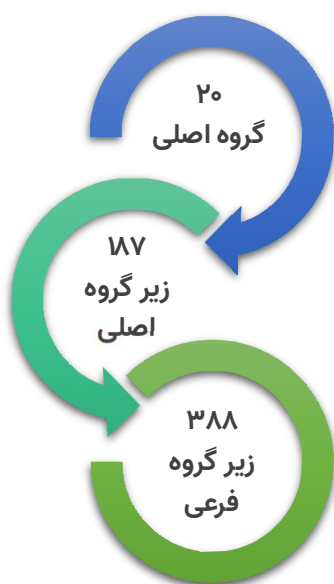 ۲۰
گروه اصلی
۱۸۷
زیر گروه
اصلی
۳۸۸
زیر گروه
فرعی